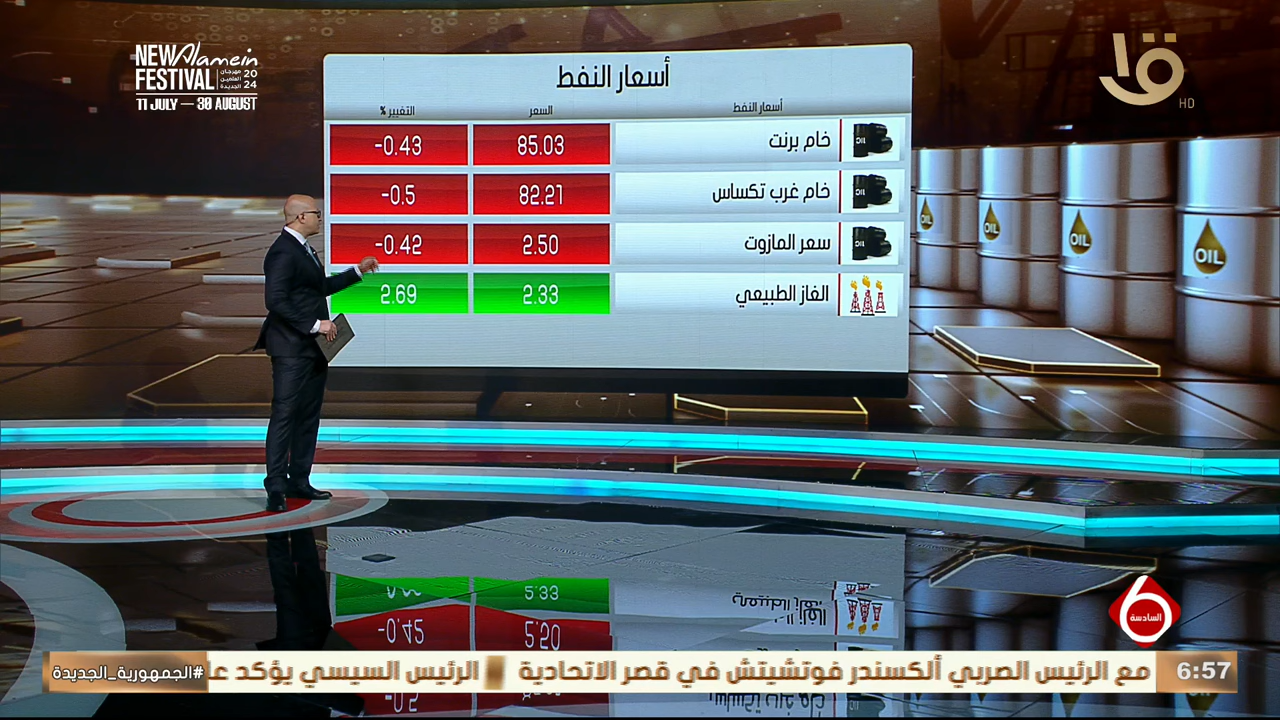 NEW Alamein
FESTIVAL
مهرجان
العلمين
الجديدة
20
24
11 JULY — 30 AUGUST
HD
أسعار النفط
أسعار النفط السعر التغيير %
خام برنت 85.03 -0.43
خام غرب تكساس 82.21 -0.5
سعر المازوت 2.50 -0.42
الغاز الطبيعي 2.33 2.69
OIL
OIL
OIL
OIL
6
السادسة
6:57
مع الرئيس الصربي ألكسندر فوتشيتش في قصر الاتحادية
الرئيس السيسي يؤكد
#الجمهورية_الجديدة